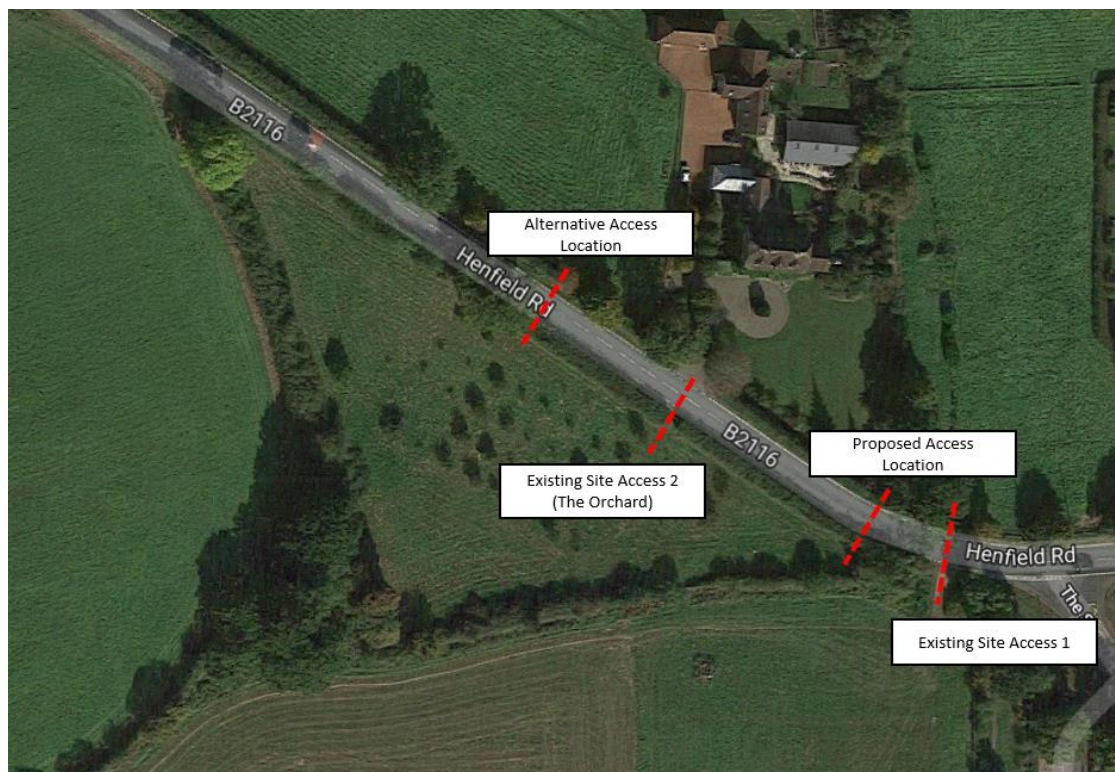 B2116
Alternative Access
Location
Henfield Rd
B2116
Existing Site Access 2
(The Orchard)
Proposed Access
Location
Henfield Rd
The
Existing Site Access 1